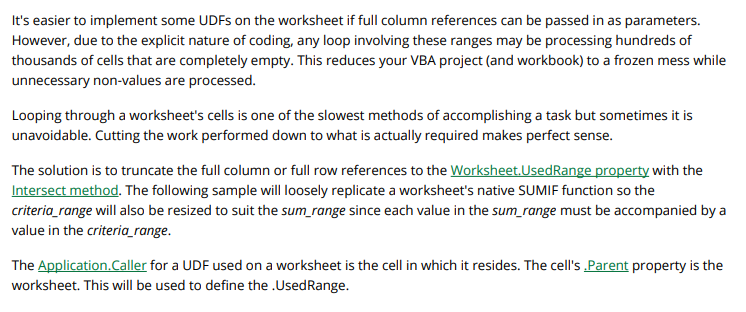 It's easier to implement some UDFs on the worksheet if full column references can be passed in as parameters.
However, due to the explicit nature of coding, any loop involving these ranges may be processing hundreds of
thousands of cells that are completely empty. This reduces your VBA project (and workbook) to a frozen mess while
unnecessary non-values are processed.
Looping through a worksheet's cells is one of the slowest methods of accomplishing a task but sometimes it is
unavoidable. Cutting the work performed down to what is actually required makes perfect sense.
The solution is to truncate the full column or full row references to the Worksheet.UsedRange property with the
Intersect method. The following sample will loosely replicate a worksheet's native SUMIF function so the
criteria_range will also be resized to suit the sum_range since each value in the sum_range must be accompanied by a
value in the criteria_range.
The Application.Caller for a UDF used on a worksheet is the cell in which it resides. The cell's .Parent property is the
worksheet. This will be used to define the .UsedRange.